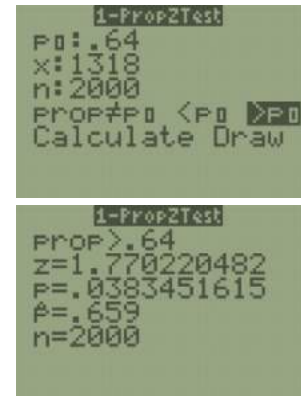 1-PropZTest
p0:.64
x:1318
n:2000
prop≠p0 <p0 >p0
Calculate Draw
1-PropZTest
prop>.64
z=1.770220482
p=.0383451615
p̂=.659
n=2000